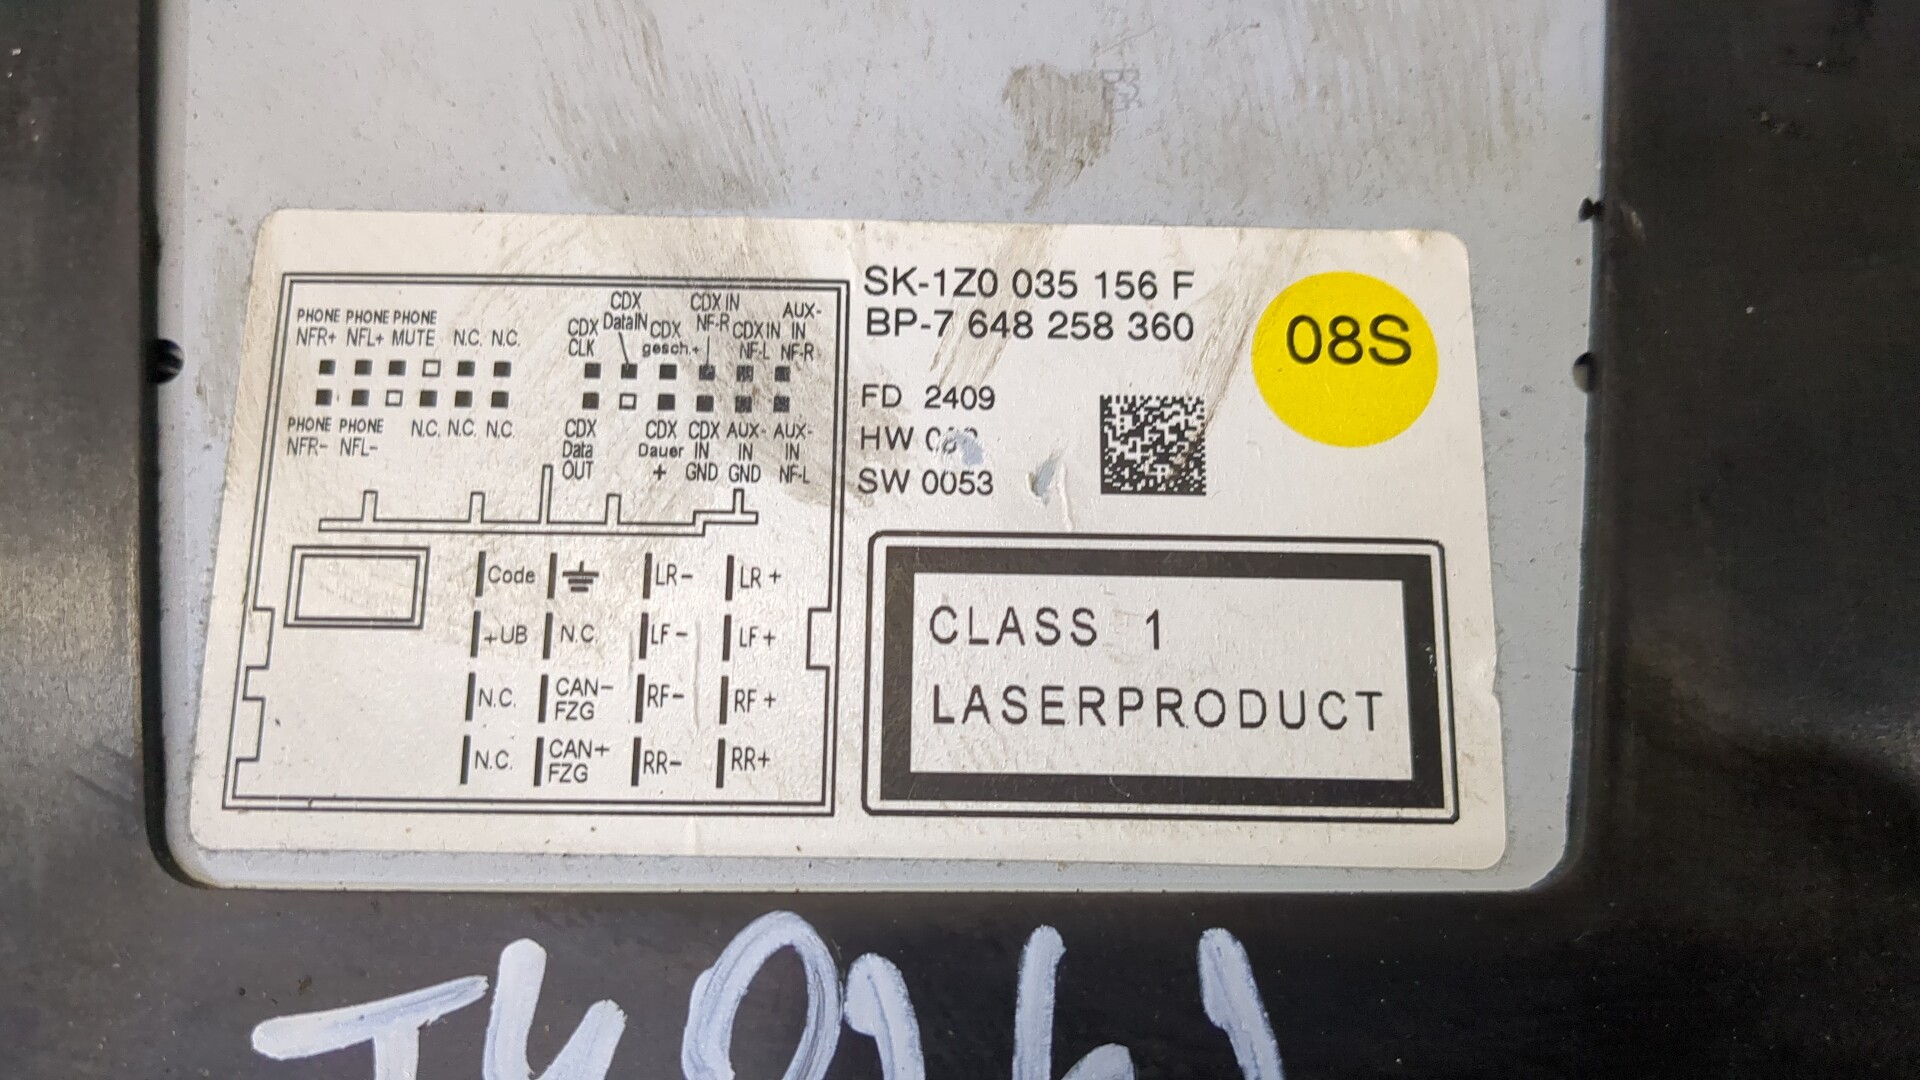 SK-1Z0 035 156 F
BP-7 648 258 360
08S
FD 2409
HW
SW 0053
CLASS 1
LASERPRODUCT
PHONE NFR+
PHONE NFL+
PHONE MUTE
N.C. N.C.
CDX CLK
CDX DataIN
CDX gesch.+
CDX IN NF-R
CDX IN NF-L
AUX-IN NF-R
PHONE NFR-
PHONE NFL-
N.C. N.C. N.C.
CDX Data OUT
CDX Dauer +
CDX IN GND
AUX-IN GND
AUX-IN NF-L
Code LR- LR+
+UB N.C. LF- LF+
N.C. CAN- FZG RF- RF+
N.C. CAN+ FZG RR- RR+